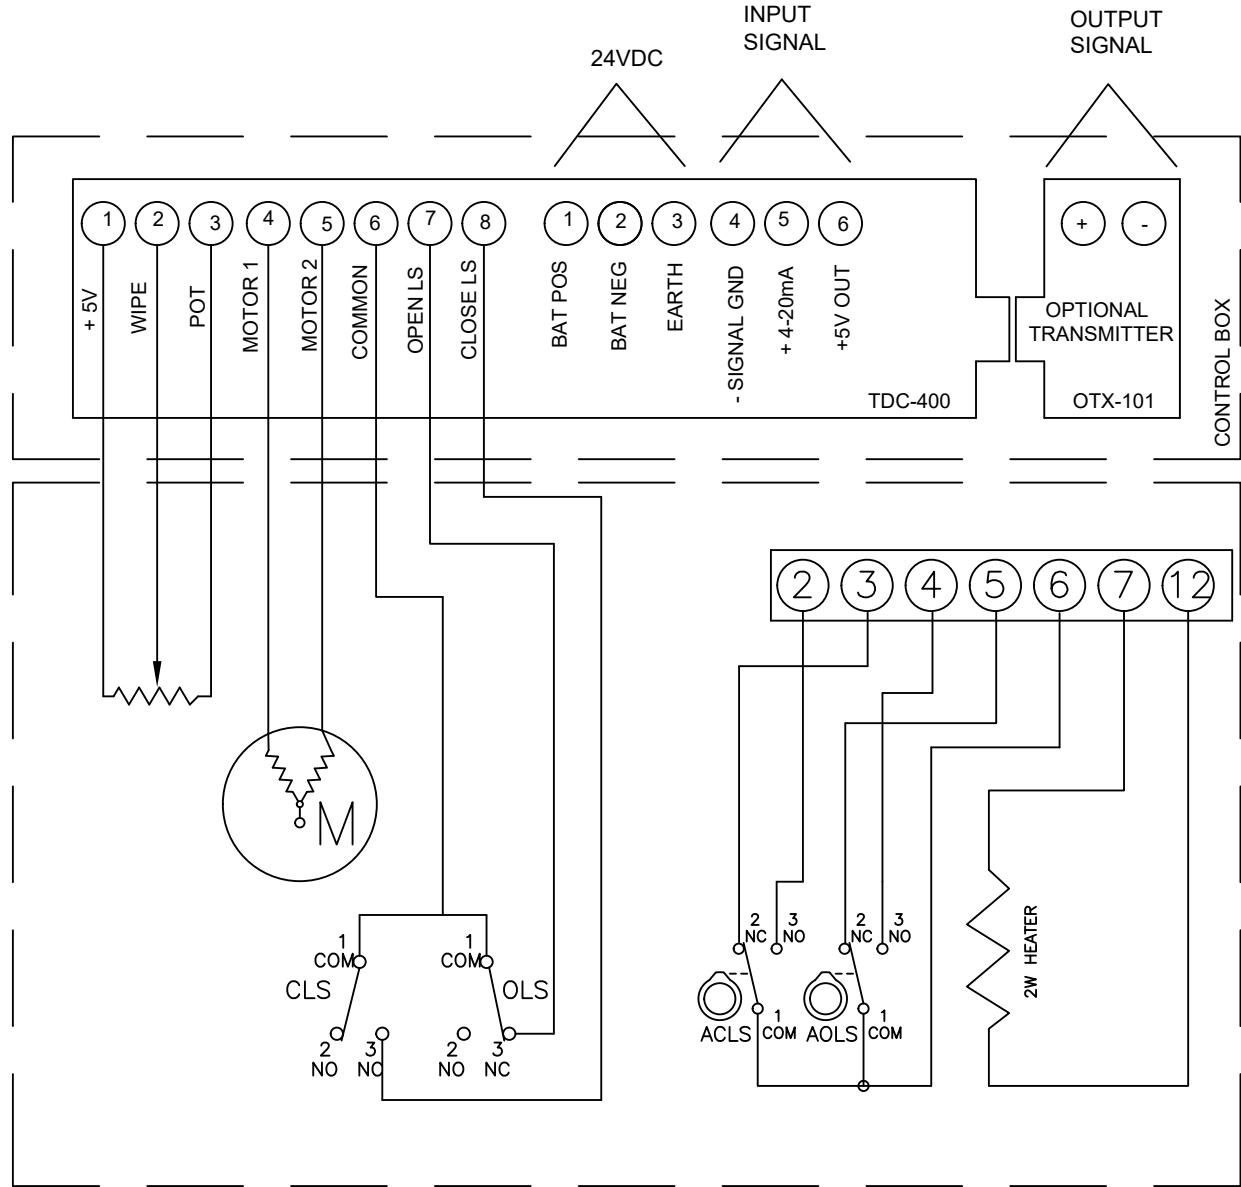 INPUT
SIGNAL
OUTPUT
SIGNAL
24VDC
1
2
3
4
5
6
7
8
1
2
3
4
5
6
+
-
+ 5V
WIPE
POT
MOTOR 1
MOTOR 2
COMMON
OPEN LS
CLOSE LS
BAT POS
BAT NEG
EARTH
- SIGNAL GND
+ 4-20mA
+5V OUT
OPTIONAL
TRANSMITTER
TDC-400
OTX-101
CONTROL BOX
2
3
4
5
6
7
12
M
1
COM
1
COM
CLS
OLS
2
NO
3
NC
2
NO
3
NC
2
NC
3
NO
2
NC
3
NO
ACLS
1
COM
AOLS
1
COM
2W HEATER